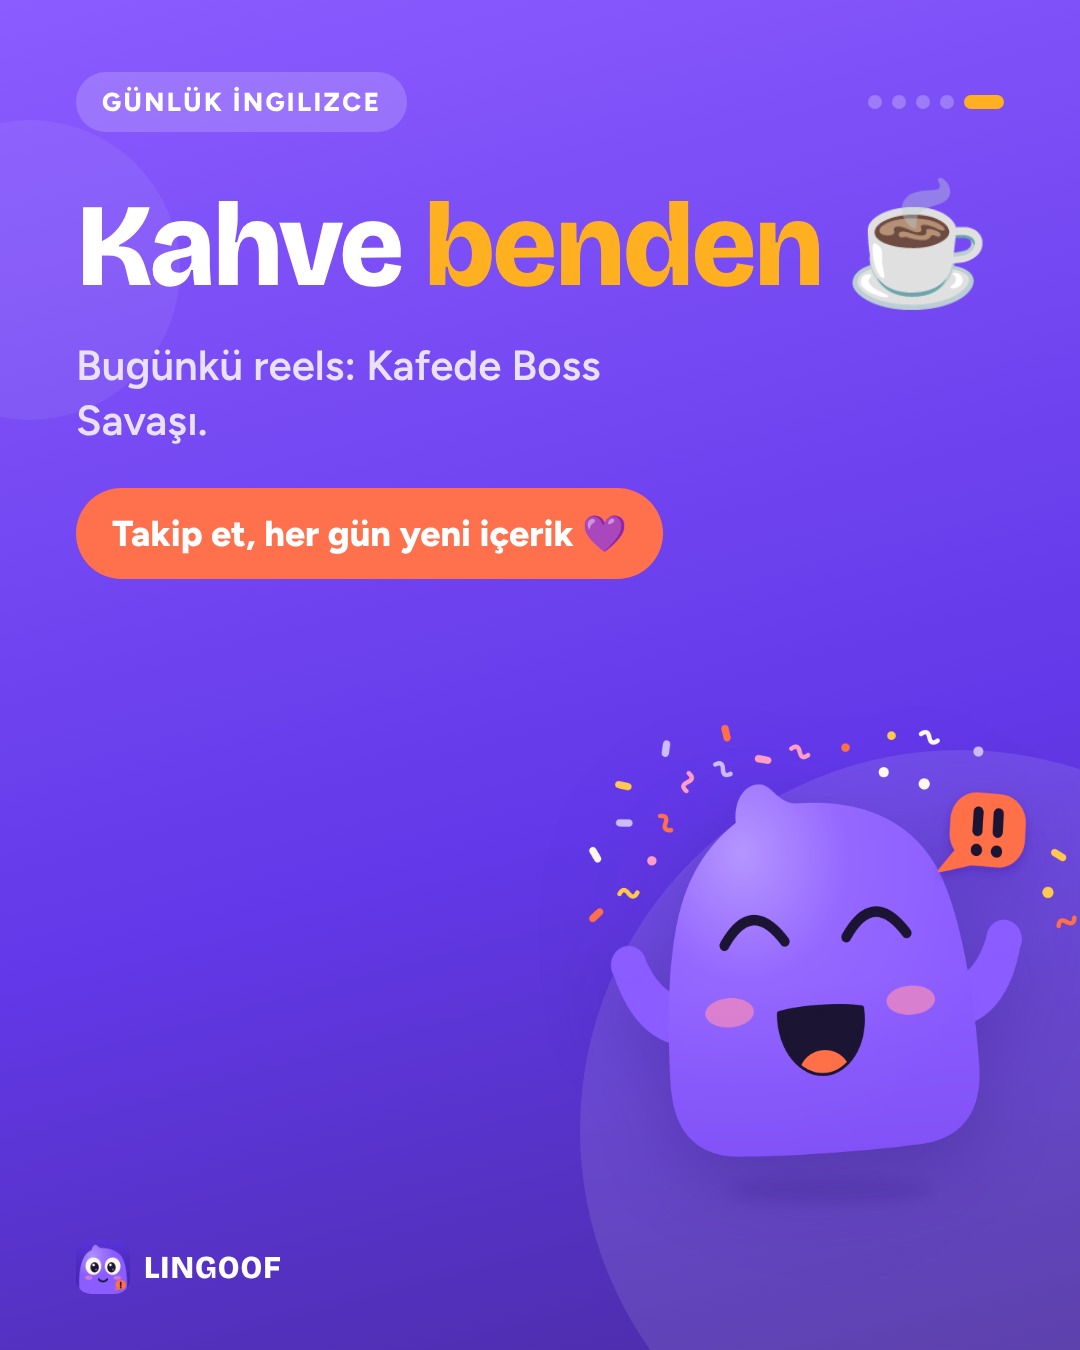 GÜNLÜK İNGILIZCE
Kahve benden ☕
Bugünkü reels: Kafede Boss
Savaşı.
Takip et, her gün yeni içerik 💜
!!
LINGOOF